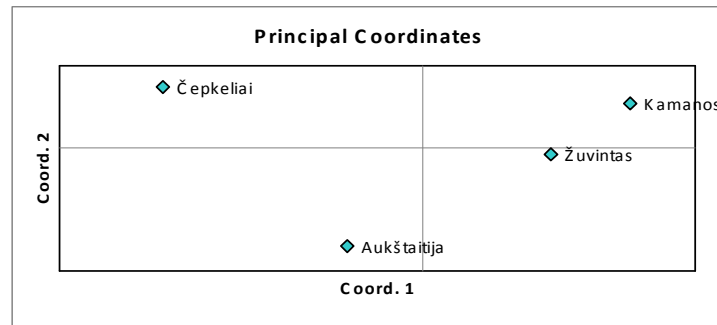 Principal Coordinates
Čepkeliai
Kamanos
Žuvintas
Coord. 2
Aukštaitija
Coord. 1